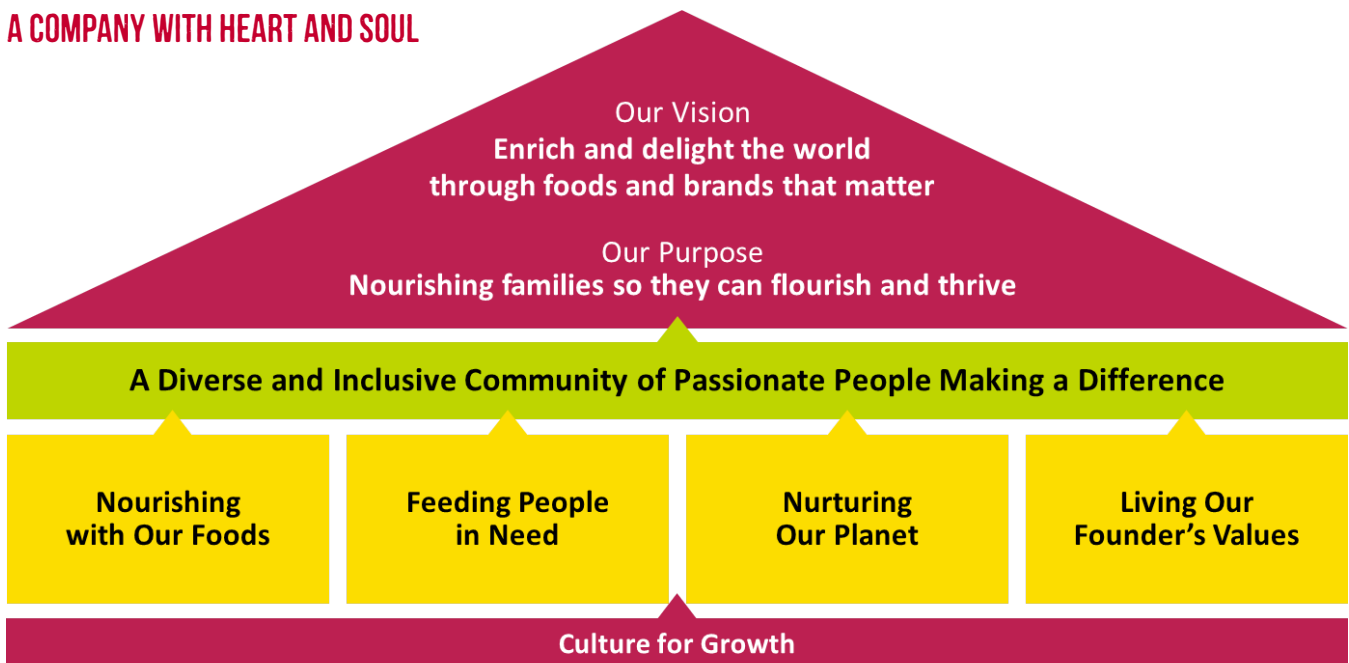 A COMPANY WITH HEART AND SOUL
Our Vision
Enrich and delight the world
through foods and brands that matter
Our Purpose
Nourishing families so they can flourish and thrive
A Diverse and Inclusive Community of Passionate People Making a Difference
Nourishing
with Our Foods
Feeding People
in Need
Nurturing
Our Planet
Living Our
Founder’s Values
Culture for Growth